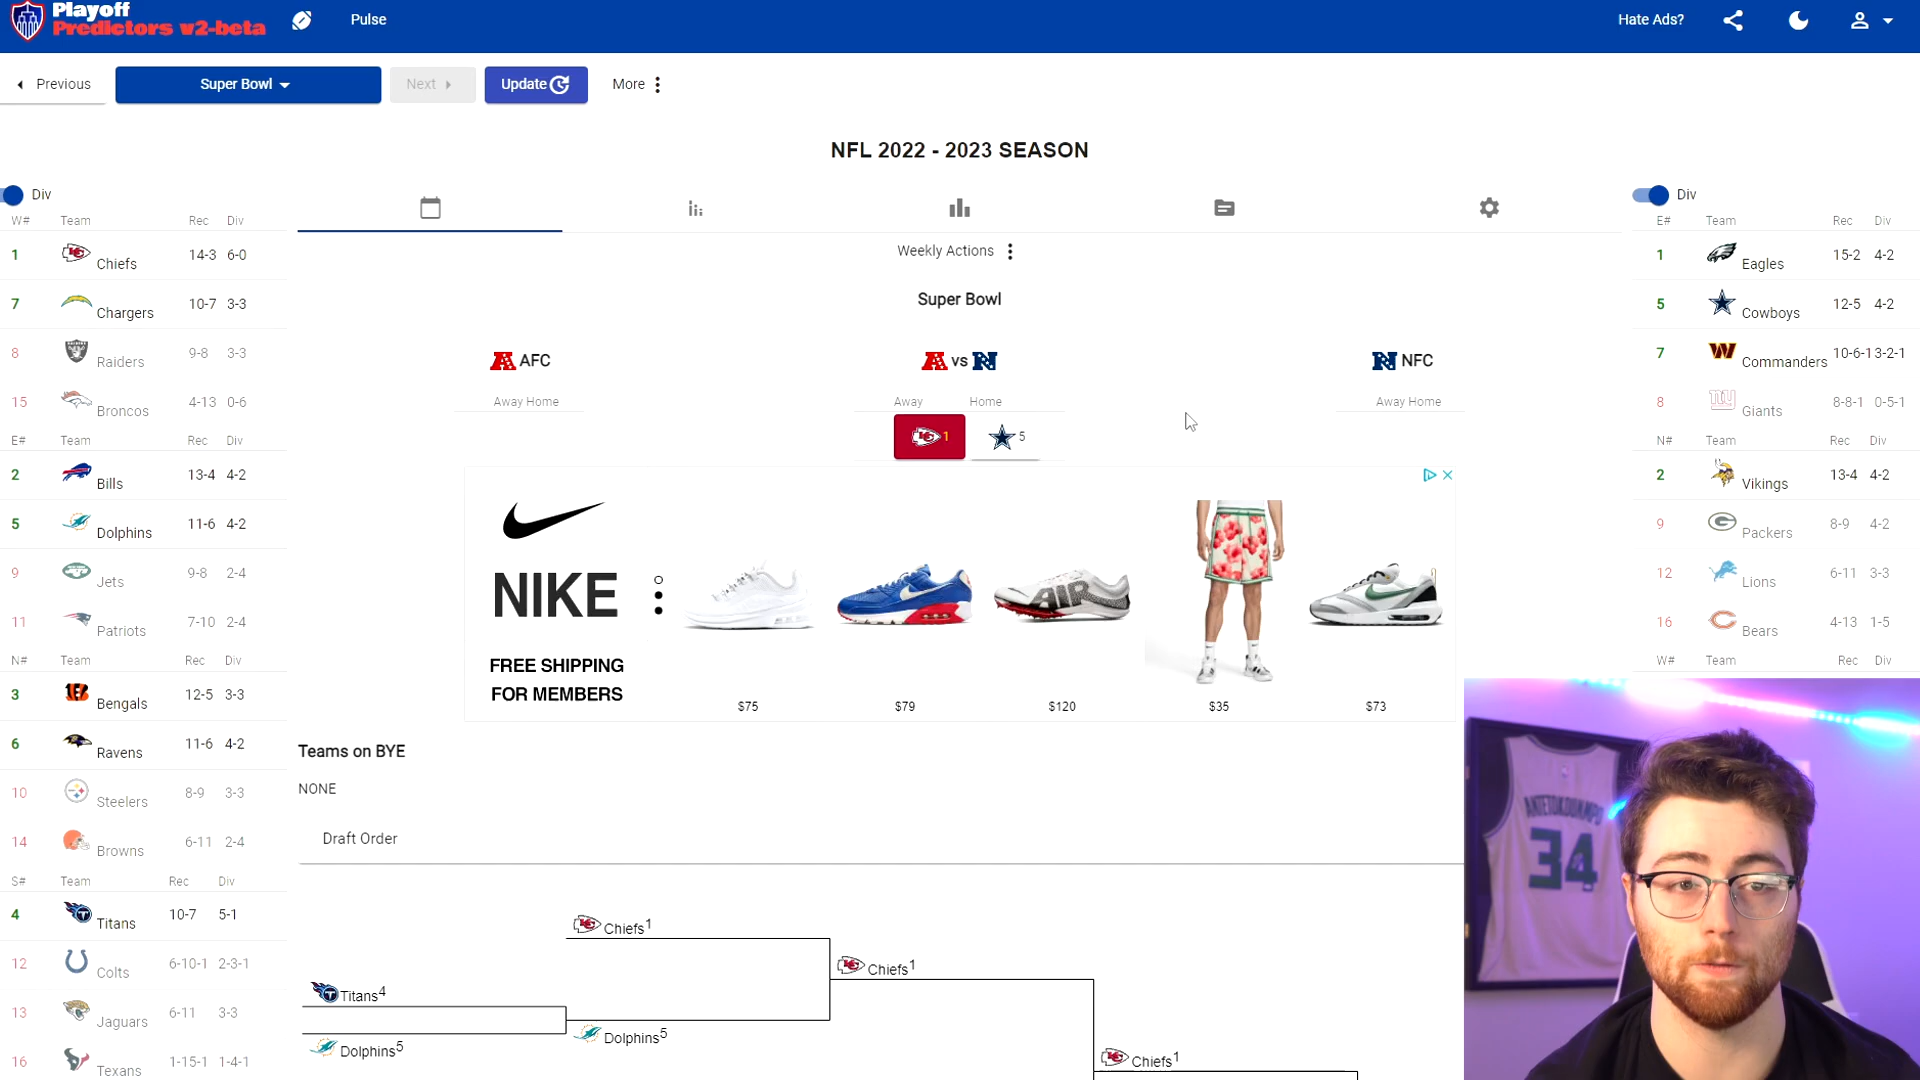 Playoff
Predictors v2-beta
Pulse
Hate Ads?
Previous
Super Bowl
Next
Update
More
NFL 2022 - 2023 SEASON
Div
W# Team Rec Div
1 Chiefs 14-3 6-0
7 Chargers 10-7 3-3
8 Raiders 9-8 3-3
15 Broncos 4-13 0-6
E# Team Rec Div
2 Bills 13-4 4-2
5 Dolphins 11-6 4-2
9 Jets 9-8 2-4
11 Patriots 7-10 2-4
N# Team Rec Div
3 Bengals 12-5 3-3
6 Ravens 11-6 4-2
10 Steelers 8-9 3-3
14 Browns 6-11 2-4
S# Team Rec Div
4 Titans 10-7 5-1
12 Colts 6-10-1 2-3-1
13 Jaguars 6-11 3-3
16 Texans 1-15-1 1-4-1
Weekly Actions
Super Bowl
AFC
vs
NFC
Away Home
Away Home
Away Home
1
5
NIKE
FREE SHIPPING
FOR MEMBERS
AIR
$75
$79
$120
$35
$73
Teams on BYE
NONE
Draft Order
Chiefs1
Titans4
Chiefs1
Dolphins5
Dolphins5
Chiefs1
Div
E# Team Rec Div
1 Eagles 15-2 4-2
5 Cowboys 12-5 4-2
7 Commanders 10-6-1 3-2-1
8 Giants 8-8-1 0-5-1
N# Team Rec Div
2 Vikings 13-4 4-2
9 Packers 8-9 4-2
12 Lions 6-11 3-3
16 Bears 4-13 1-5
W# Team Rec Div
ANTETOKOUNMPO
34